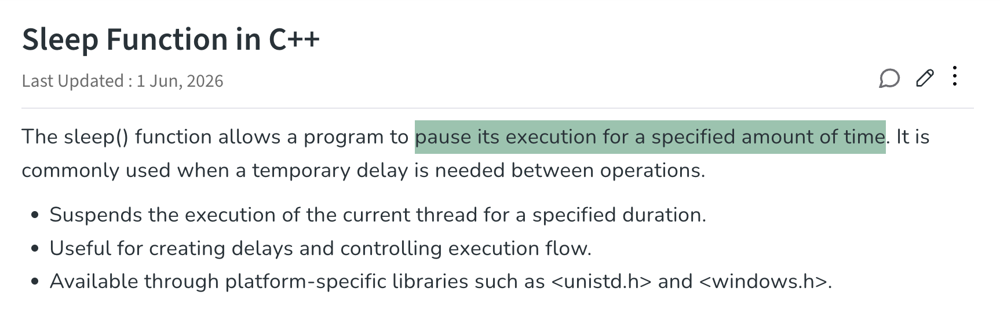 Sleep Function in C++
Last Updated : 1 Jun, 2026
The sleep() function allows a program to pause its execution for a specified amount of time. It is
commonly used when a temporary delay is needed between operations.
• Suspends the execution of the current thread for a specified duration.
• Useful for creating delays and controlling execution flow.
• Available through platform-specific libraries such as <unistd.h> and <windows.h>.